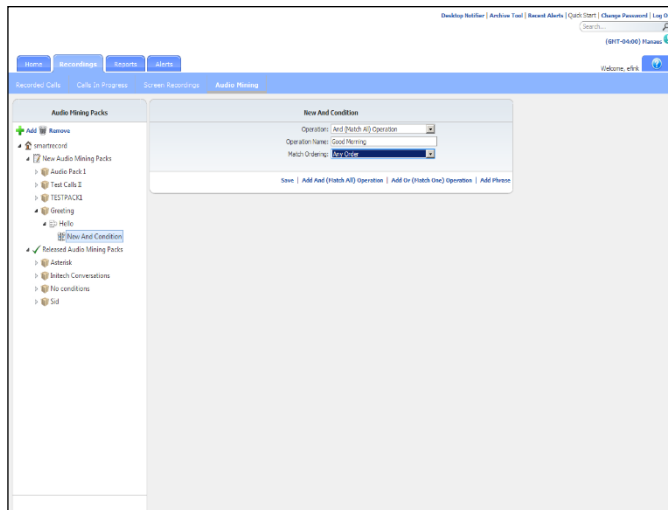 Desktop Notifier | Archive Tool | Recent Alerts | Quick Start | Change Password | Log O
Search...
(GMT-04:00) Manaus
Home Recordings Reports Alerts
Welcome, efink
Recorded Calls Calls In Progress Screen Recordings Audio Mining
Audio Mining Packs
Add Remove
smartrecord
New Audio Mining Packs
Audio Pack 1
Test Calls II
TESTPACK1
Greeting
Hello
New And Condition
Released Audio Mining Packs
Asterisk
Initech Conversations
No conditions
Sid
New And Condition
Operation: And (Match All) Operation
Operation Name: Good Morning
Match Ordering: Any Order
Save | Add And (Match All) Operation | Add Or (Match One) Operation | Add Phrase